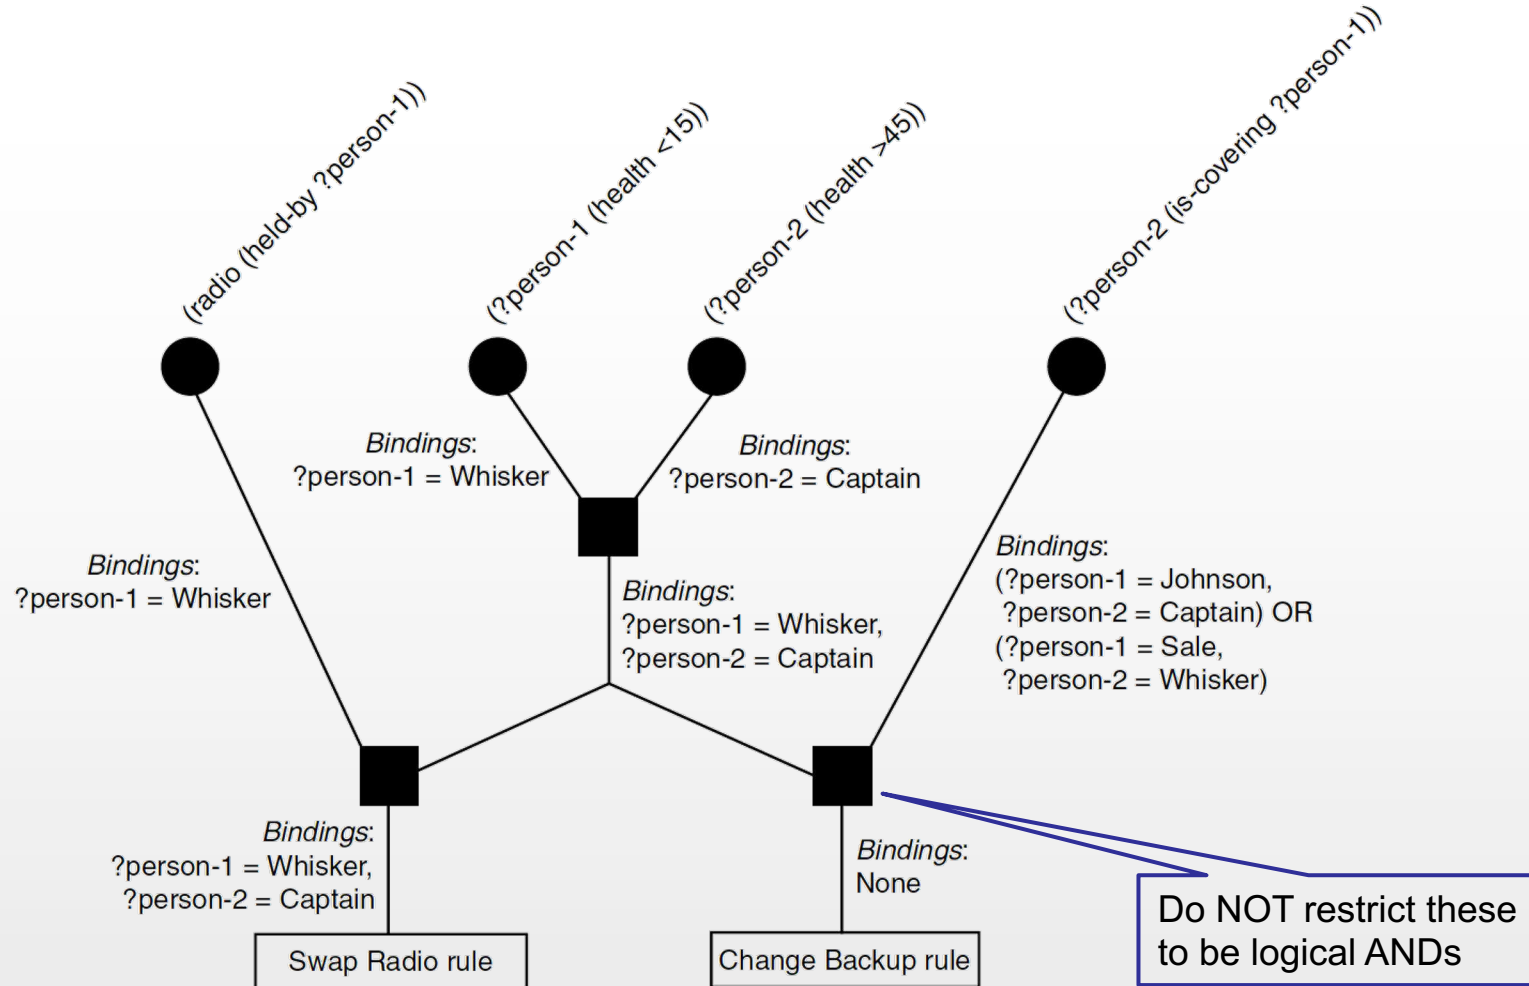 (radio (held-by ?person-1))
(?person-1 (health <15))
(?person-2 (health >45))
(?person-2 (is-covering ?person-1))
Bindings:
?person-1 = Whisker
Bindings:
?person-2 = Captain
Bindings:
?person-1 = Whisker
Bindings:
?person-1 = Whisker,
?person-2 = Captain
Bindings:
(?person-1 = Johnson,
?person-2 = Captain) OR
(?person-1 = Sale,
?person-2 = Whisker)
Bindings:
?person-1 = Whisker,
?person-2 = Captain
Bindings:
None
Swap Radio rule
Change Backup rule
Do NOT restrict these
to be logical ANDs